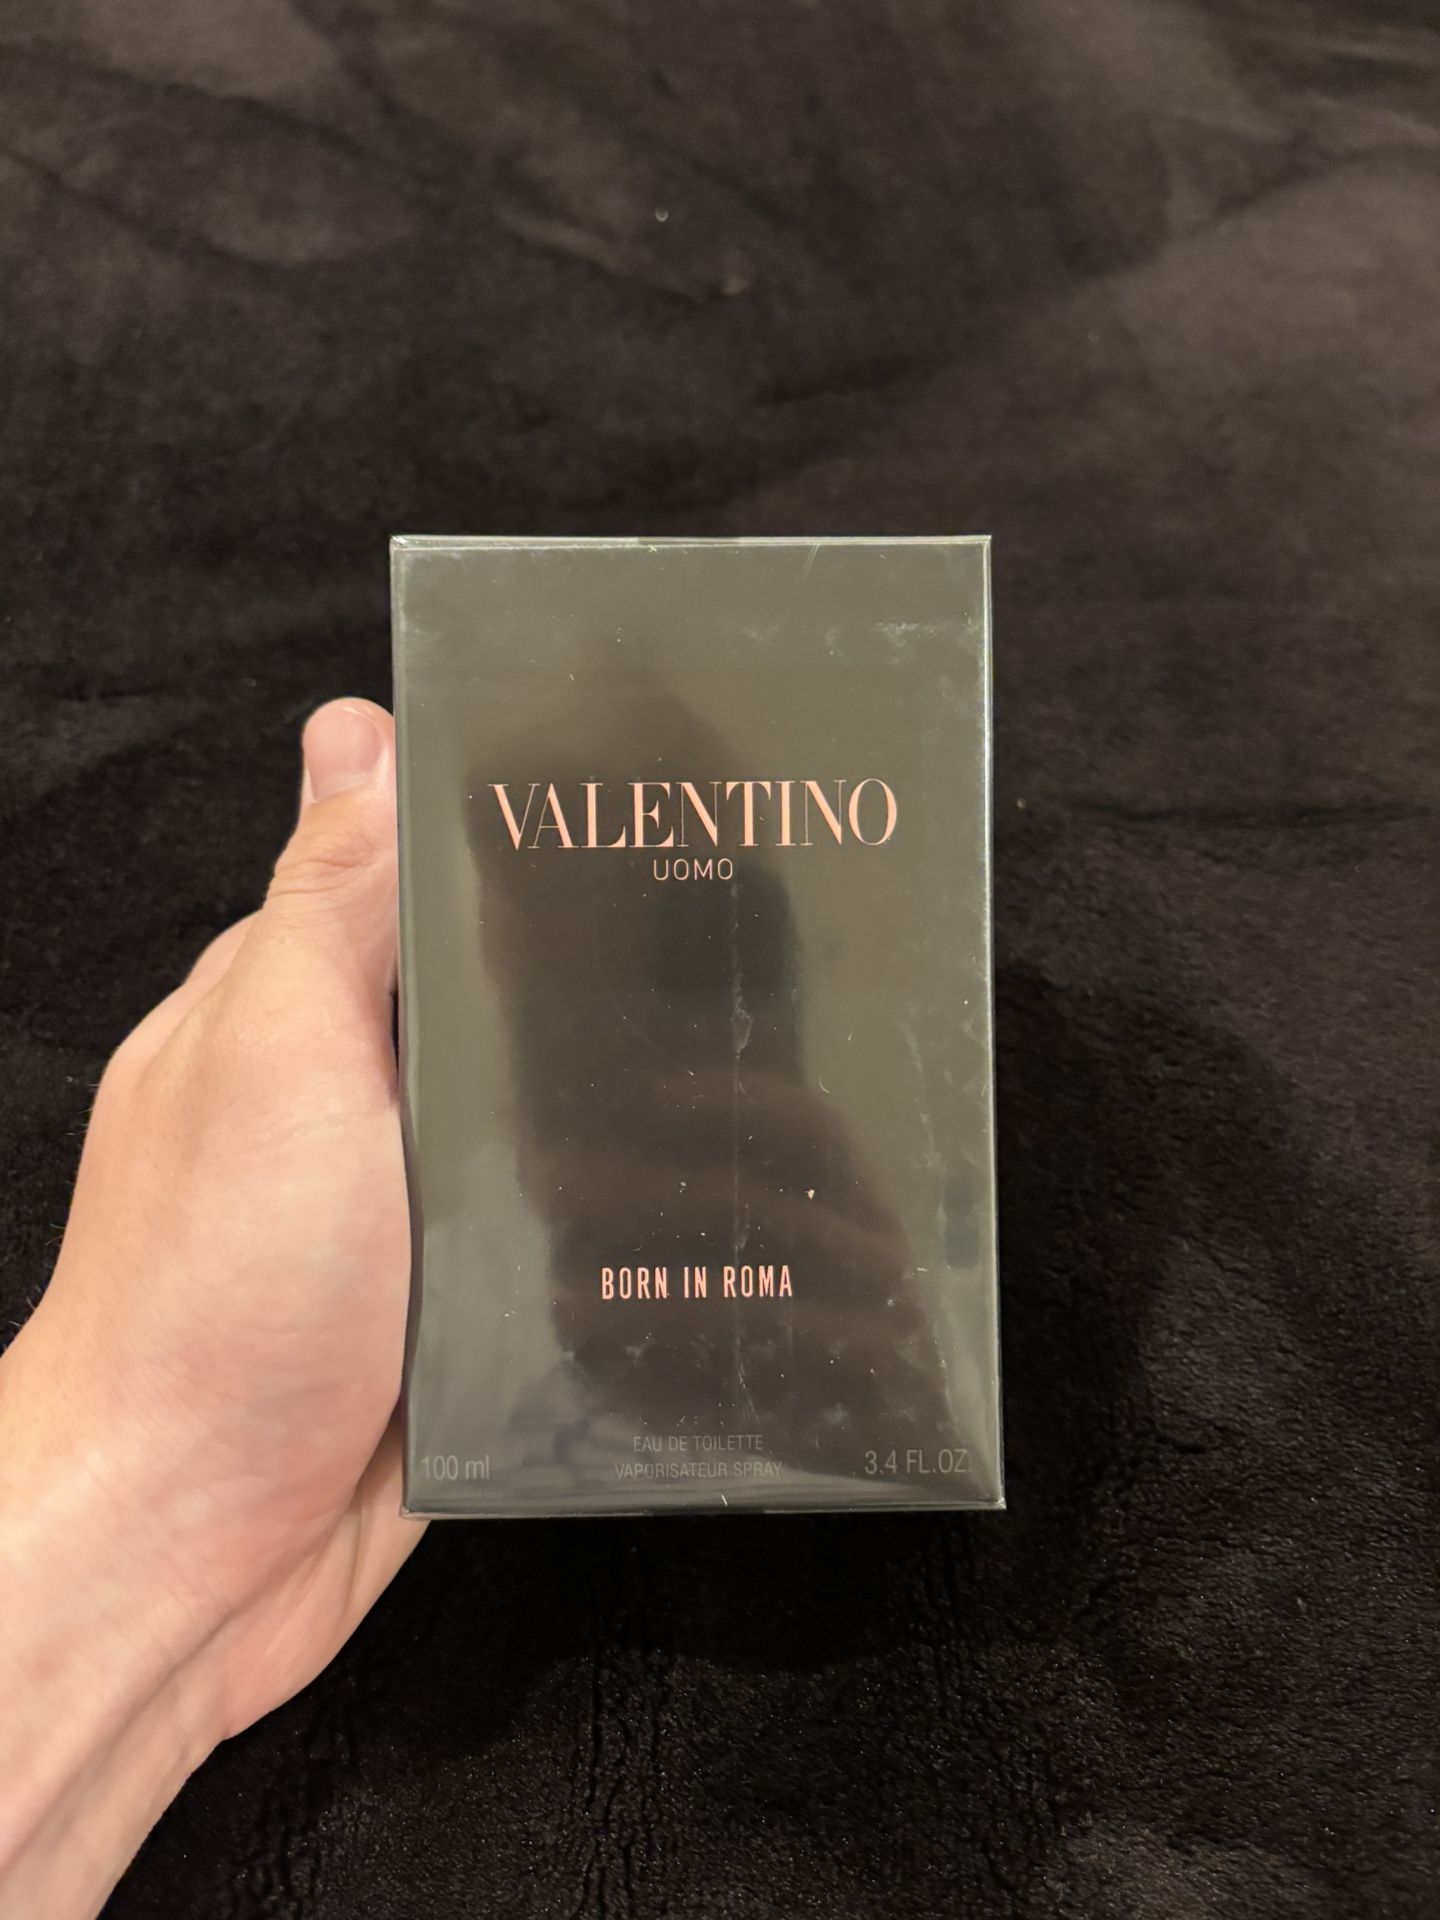 VALENTINO
UOMO
BORN IN ROMA
EAU DE TOILETTE
100 ml VAPORISATEUR SPRAY 3.4 FL.OZ.